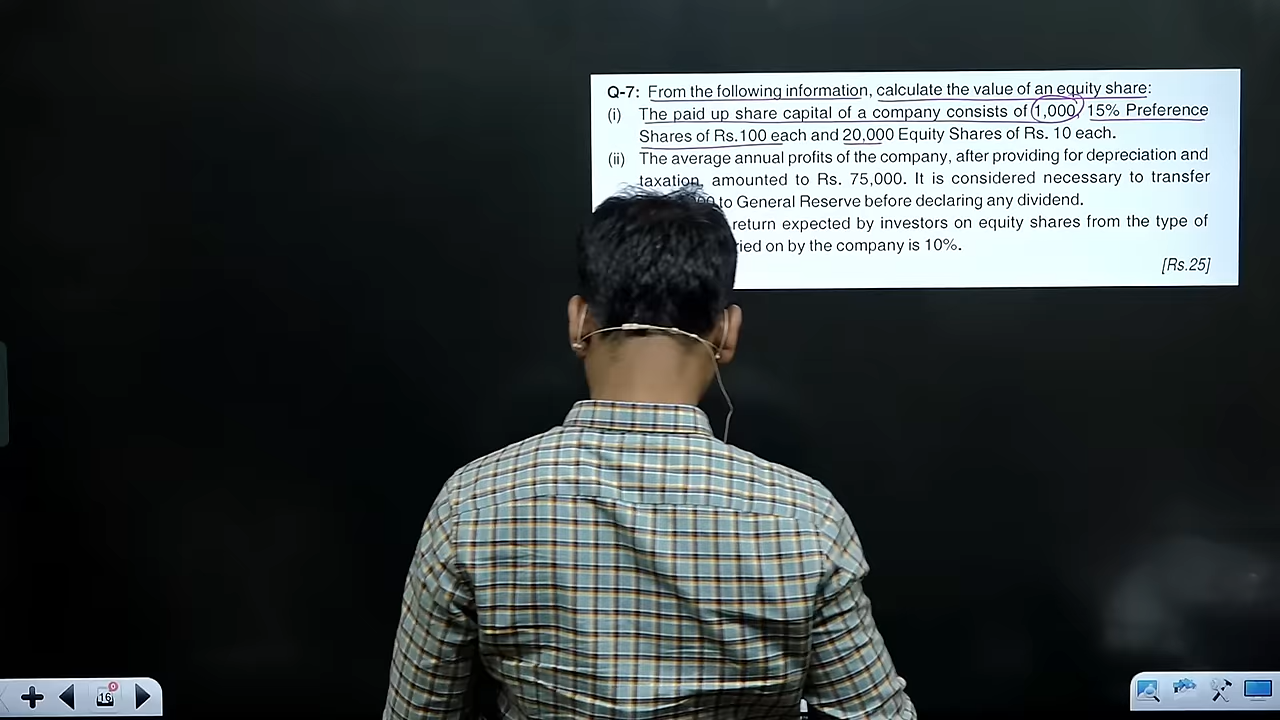 Q-7: From the following information, calculate the value of an equity share:
(i) The paid up share capital of a company consists of 1,000, 15% Preference
Shares of Rs.100 each and 20,000 Equity Shares of Rs. 10 each.
(ii) The average annual profits of the company, after providing for depreciation and
taxation, amounted to Rs. 75,000. It is considered necessary to transfer
to General Reserve before declaring any dividend.
return expected by investors on equity shares from the type of
on by the company is 10%.
[Rs.25]
16
0